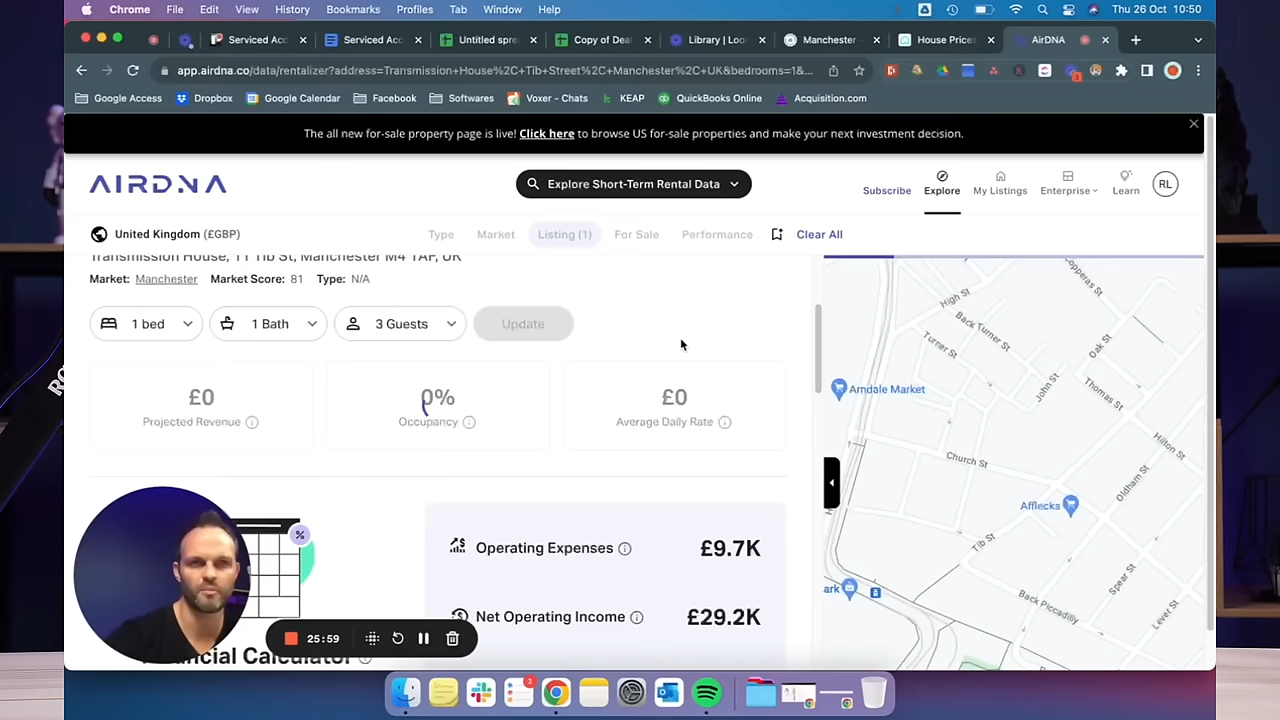 Chrome File Edit View History Bookmarks Profiles Tab Window Help Thu 26 Oct 10:50
Serviced Acc Serviced Acc Untitled spre Copy of Deal Library | Loo Manchester House Prices AirDNA
app.airdna.co/data/rentalizer?address=Transmission+House%2C+Tib+Street%2C+Manchester%2C+UK&bedrooms=1&...
Google Access Dropbox Google Calendar Facebook Softwares Voxer - Chats KEAP QuickBooks Online Acquisition.com
The all new for-sale property page is live! Click here to browse US for-sale properties and make your next investment decision.
AIRDNA
Explore Short-Term Rental Data
Subscribe Explore My Listings Enterprise Learn RL
United Kingdom (£GBP)
Type Market Listing (1) For Sale Performance Clear All
Transmission House, 11 Tib St, Manchester M4 1AF, UK
Market: Manchester Market Score: 81 Type: N/A
1 bed 1 Bath 3 Guests Update
£0 0% £0
Projected Revenue Occupancy Average Daily Rate
Operating Expenses £9.7K
Net Operating Income £29.2K
Financial Calculator
25:59
2
High St
Copperas St
Back Turner St
Turner St
Oak St
John St
Thomas St
Arndale Market
Hilton St
Church St
Oldham St
Afflecks
Tib St
Spear St
Back Piccadilly
Lever St
ark